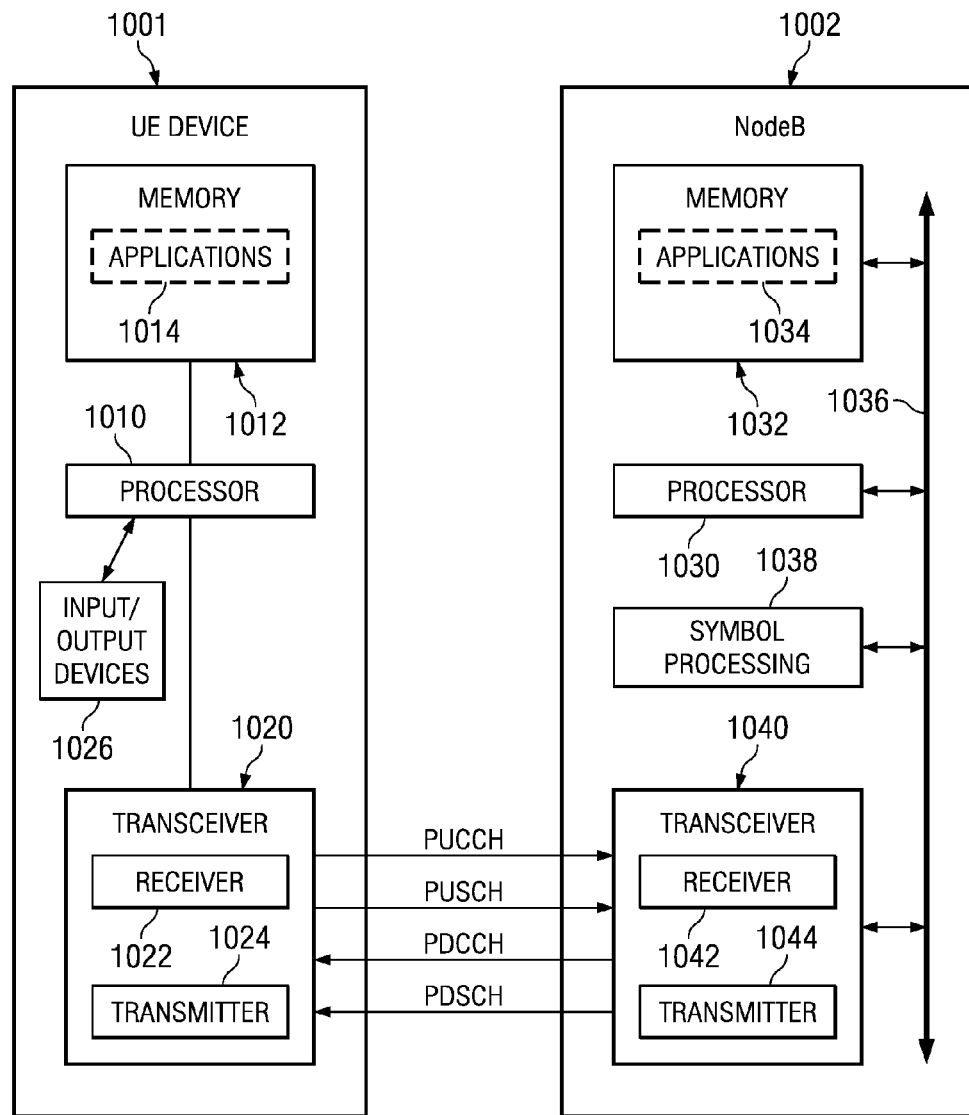 1001
1002
UE DEVICE
NodeB
MEMORY
APPLICATIONS
1014
1012
MEMORY
APPLICATIONS
1034
1032
1036
1010
PROCESSOR
PROCESSOR
1030
INPUT/
OUTPUT
DEVICES
1026
1038
SYMBOL
PROCESSING
1020
1040
TRANSCEIVER
RECEIVER
1022
1024
TRANSMITTER
PUCCH
PUSCH
PDCCH
PDSCH
TRANSCEIVER
RECEIVER
1042
1044
TRANSMITTER